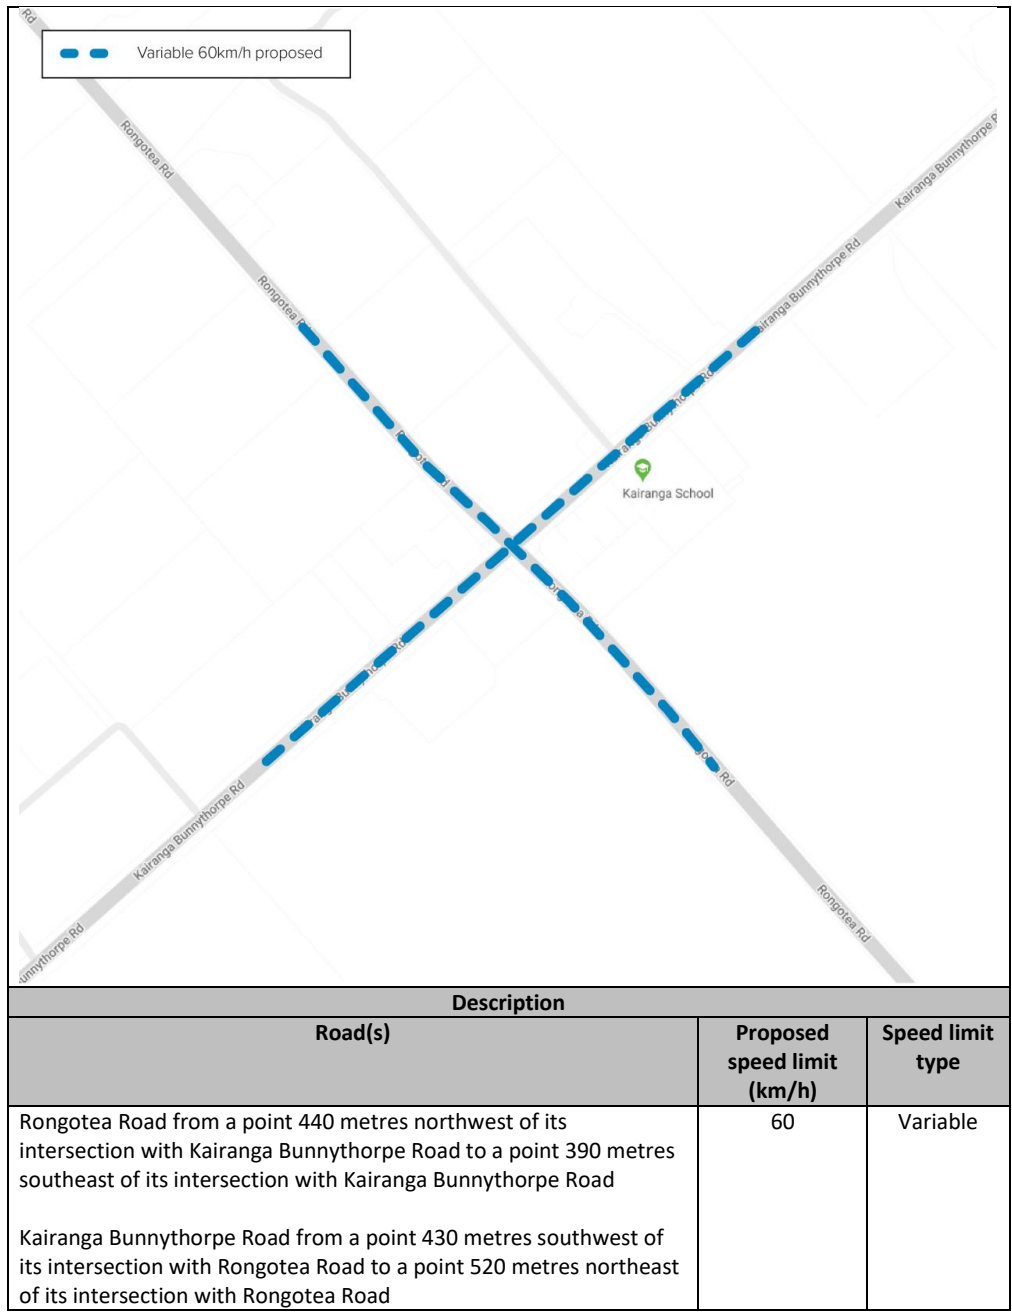 Rd
Variable 60km/h proposed
Rongotea Rd
Kairanga Bunnythorpe R
Kairanga Bunnythorpe Rd
Rongotea R
Kairanga School
Kairanga Bunnythorpe Rd
Rd
Rongotea Rd
unnythorpe Rd
Description
Road(s)
Proposed
speed limit
(km/h)
Speed limit
type
Rongotea Road from a point 440 metres northwest of its
intersection with Kairanga Bunnythorpe Road to a point 390 metres
southeast of its intersection with Kairanga Bunnythorpe Road
Kairanga Bunnythorpe Road from a point 430 metres southwest of
its intersection with Rongotea Road to a point 520 metres northeast
of its intersection with Rongotea Road
60
Variable